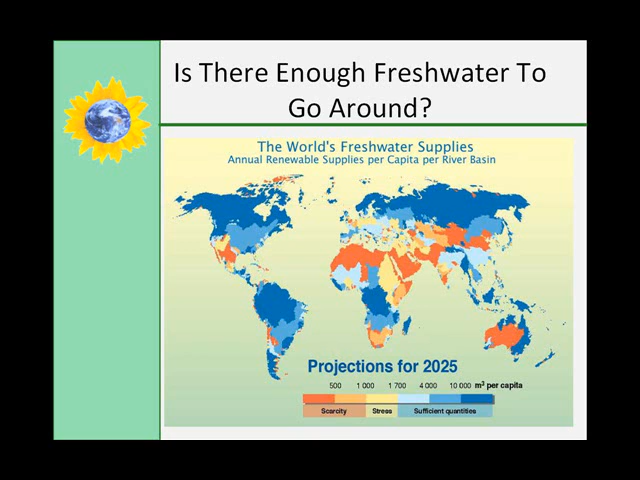 Is There Enough Freshwater To
Go Around?
The World's Freshwater Supplies
Annual Renewable Supplies per Capita per River Basin
Projections for 2025
500 1 000 1 700 4 000 10 000 m³ per capita
Scarcity Stress Sufficient quantities